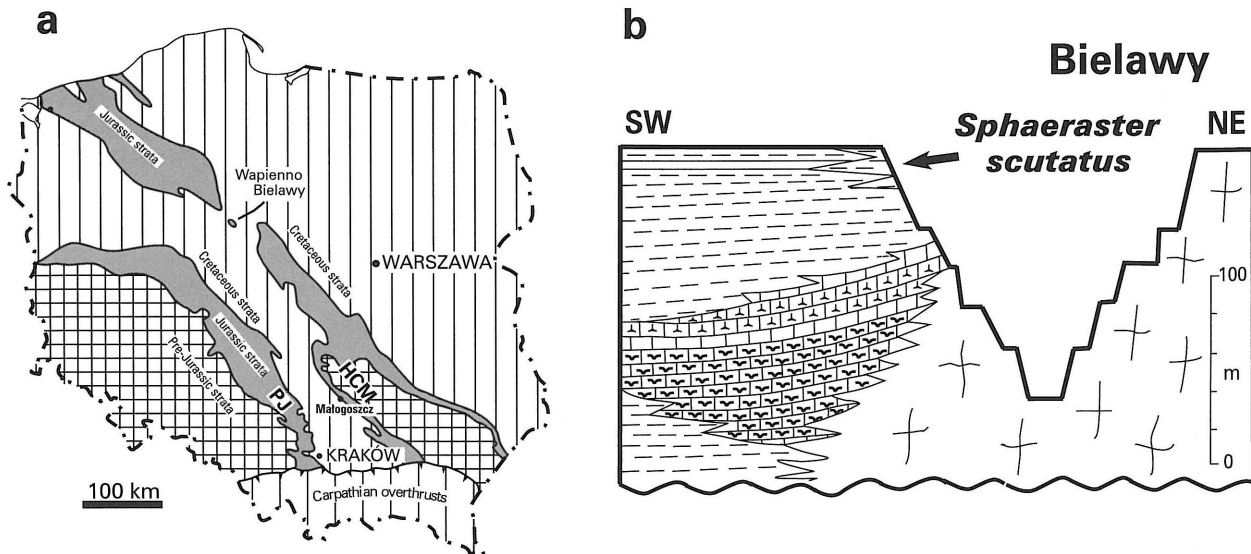 a
Jurassic strata
Wapienno
Bielawy
Cretaceous strata
WARSZAWA
Cretaceous strata
Jurassic strata
Pre-Jurassic strata
PJ
HCM
Małogoszcz
KRAKÓW
Carpathian overthrusts
100 km
b
Bielawy
SW
Sphaeraster
scutatus
NE
100
m
0